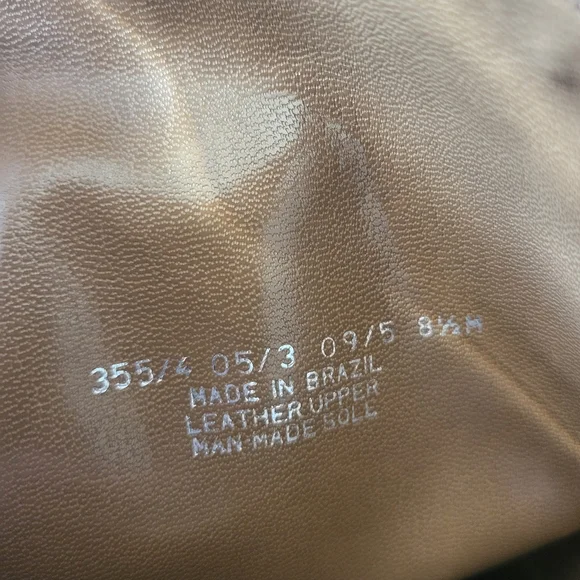 355/4 05/3 09/5 8½M
MADE IN BRAZIL
LEATHER UPPER
MAN MADE SOLE